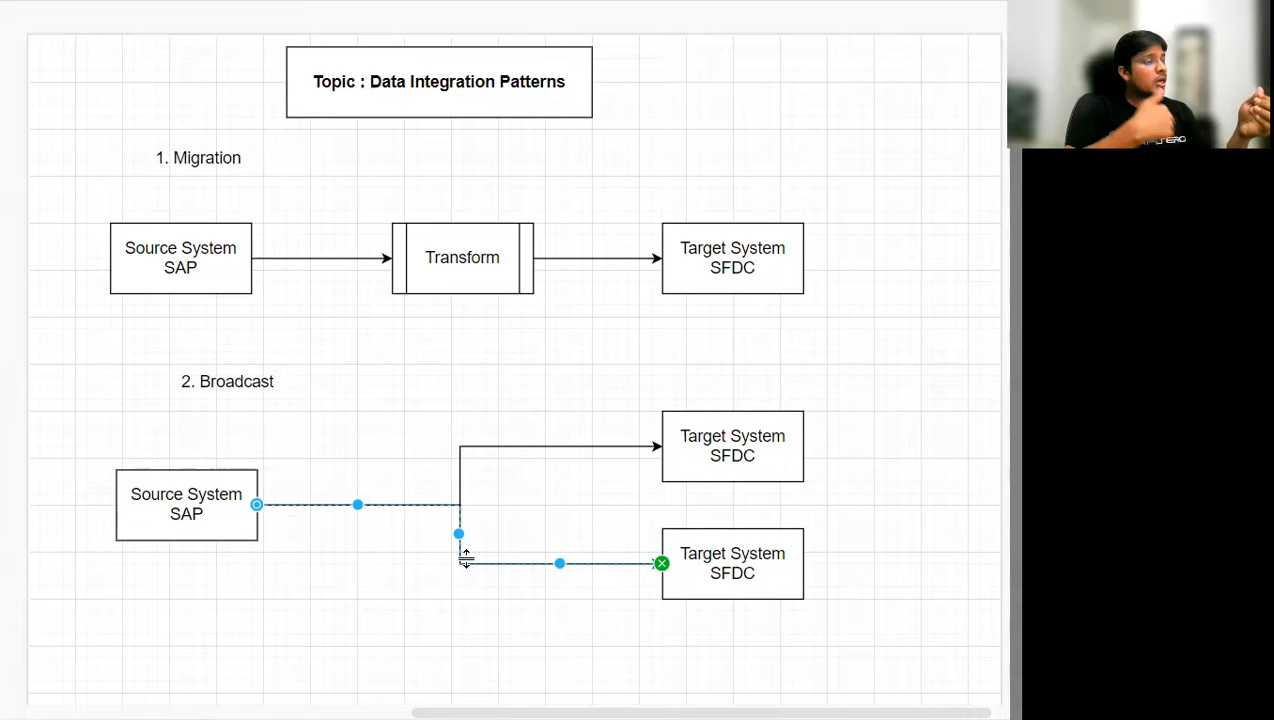 Topic : Data Integration Patterns
1. Migration
Source System
SAP
Transform
Target System
SFDC
2. Broadcast
Target System
SFDC
Source System
SAP
Target System
SFDC